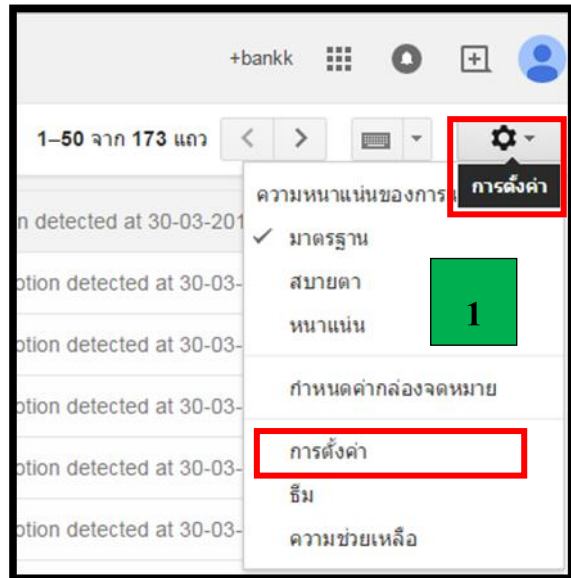 +bankk
1–50 จาก 173 แถว
การตั้งค่า
ความหนาแน่นของการ
n detected at 30-03-201
✓ มาตรฐาน
ption detected at 30-03-
สบายตา
1
ption detected at 30-03-
หนาแน่น
ption detected at 30-03-
กำหนดค่ากล่องจดหมาย
ption detected at 30-03-
การตั้งค่า
ธีม
ption detected at 30-03-
ความช่วยเหลือ